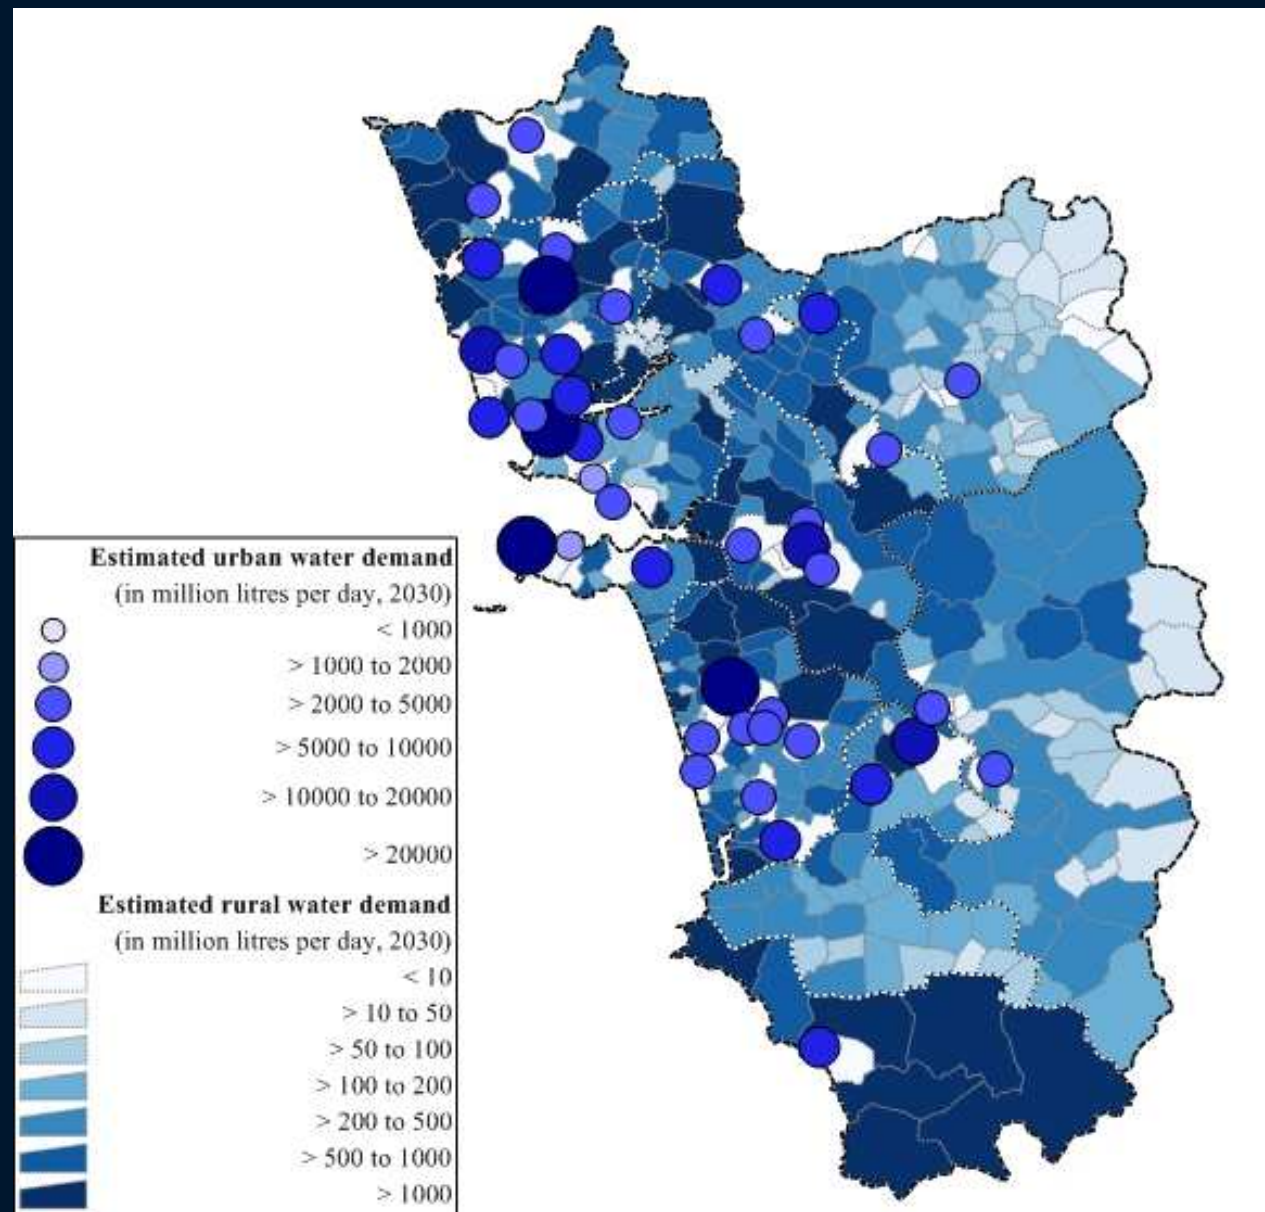 Estimated urban water demand
(in million litres per day, 2030)
< 1000
> 1000 to 2000
> 2000 to 5000
> 5000 to 10000
> 10000 to 20000
> 20000
Estimated rural water demand
(in million litres per day, 2030)
< 10
> 10 to 50
> 50 to 100
> 100 to 200
> 200 to 500
> 500 to 1000
> 1000